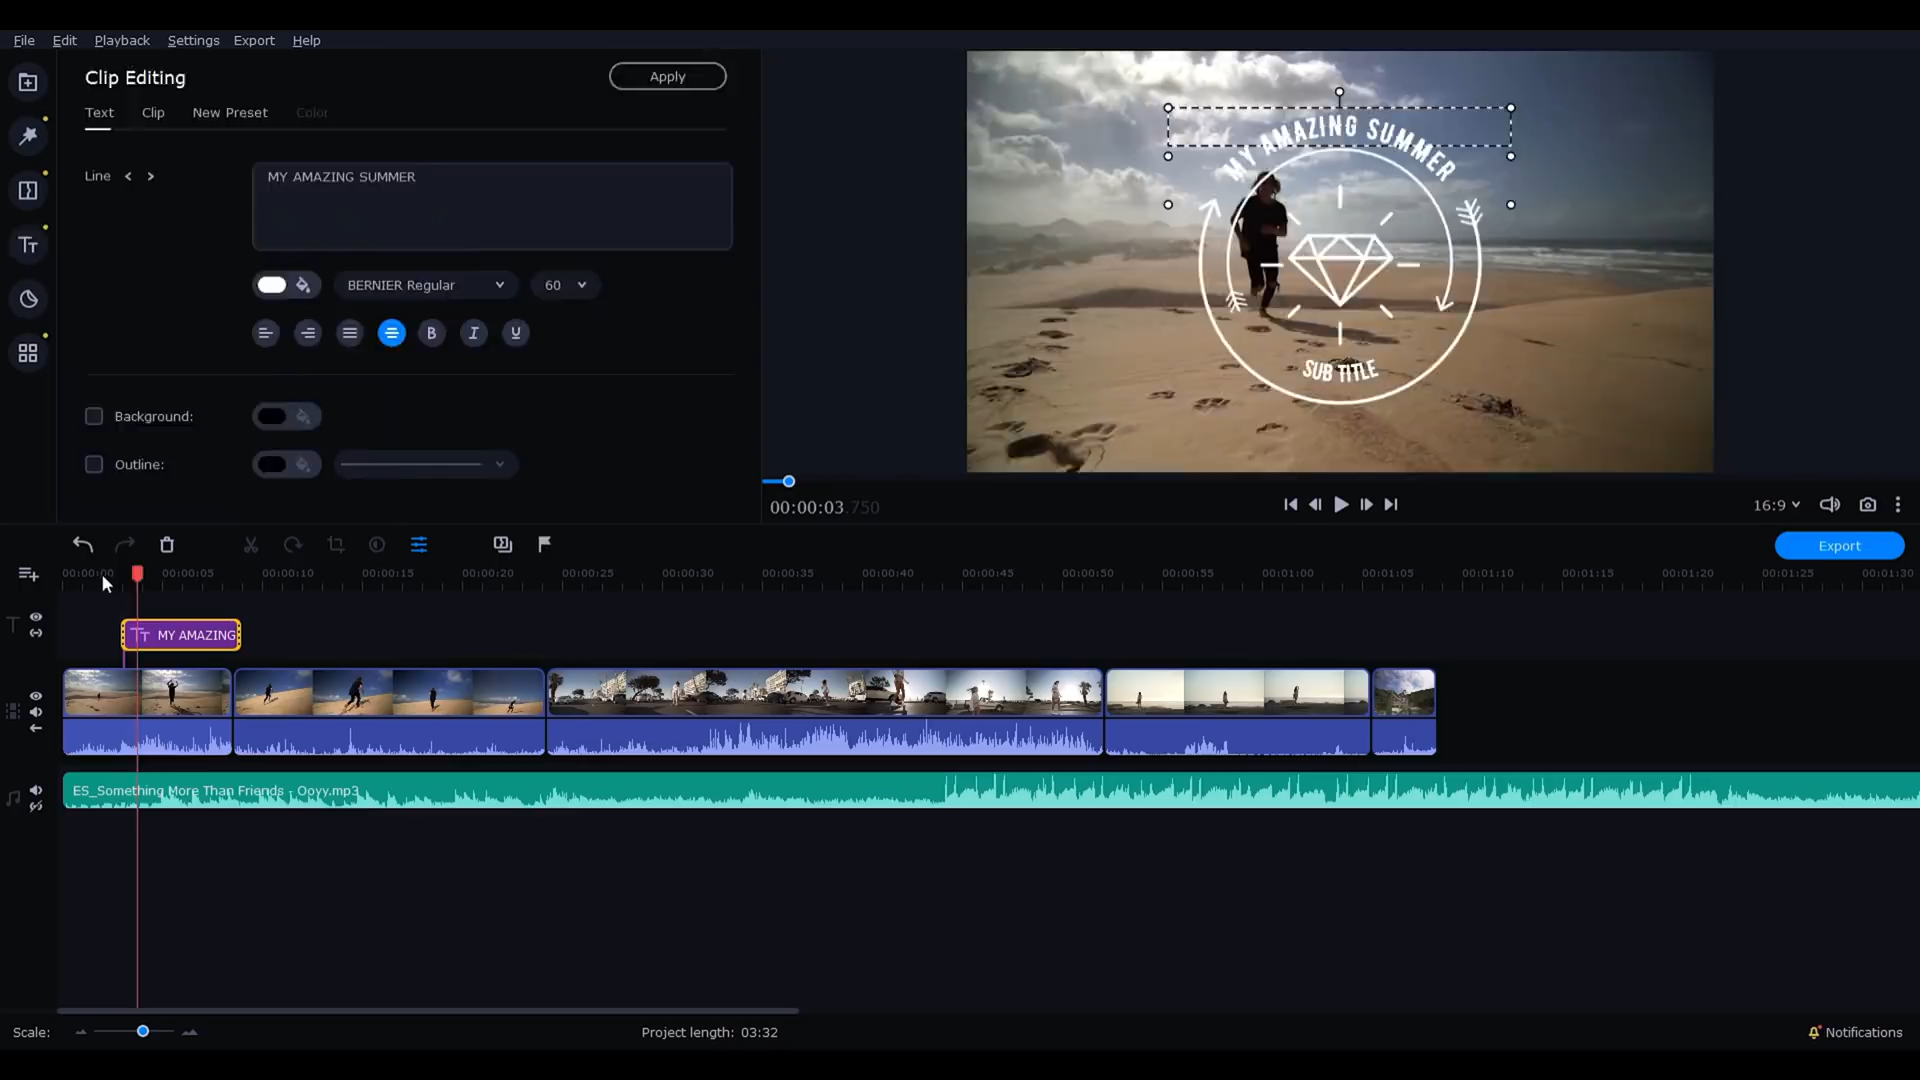 File Edit Playback Settings Export Help
Clip Editing
Apply
Text Clip New Preset Color
Line
MY AMAZING SUMMER
BERNIER Regular
60
B I U
Background:
Outline:
MY AMAZING SUMMER
SUB TITLE
00:00:03.750
16:9
Export
00:00:00 00:00:05 00:00:10 00:00:15 00:00:20 00:00:25 00:00:30 00:00:35 00:00:40 00:00:45 00:00:50 00:00:55 00:01:00 00:01:05 00:01:10 00:01:15 00:01:20 00:01:25 00:01:30
MY AMAZING
ES_Something More Than Friends - Ooyy.mp3
Scale:
Project length: 03:32
Notifications